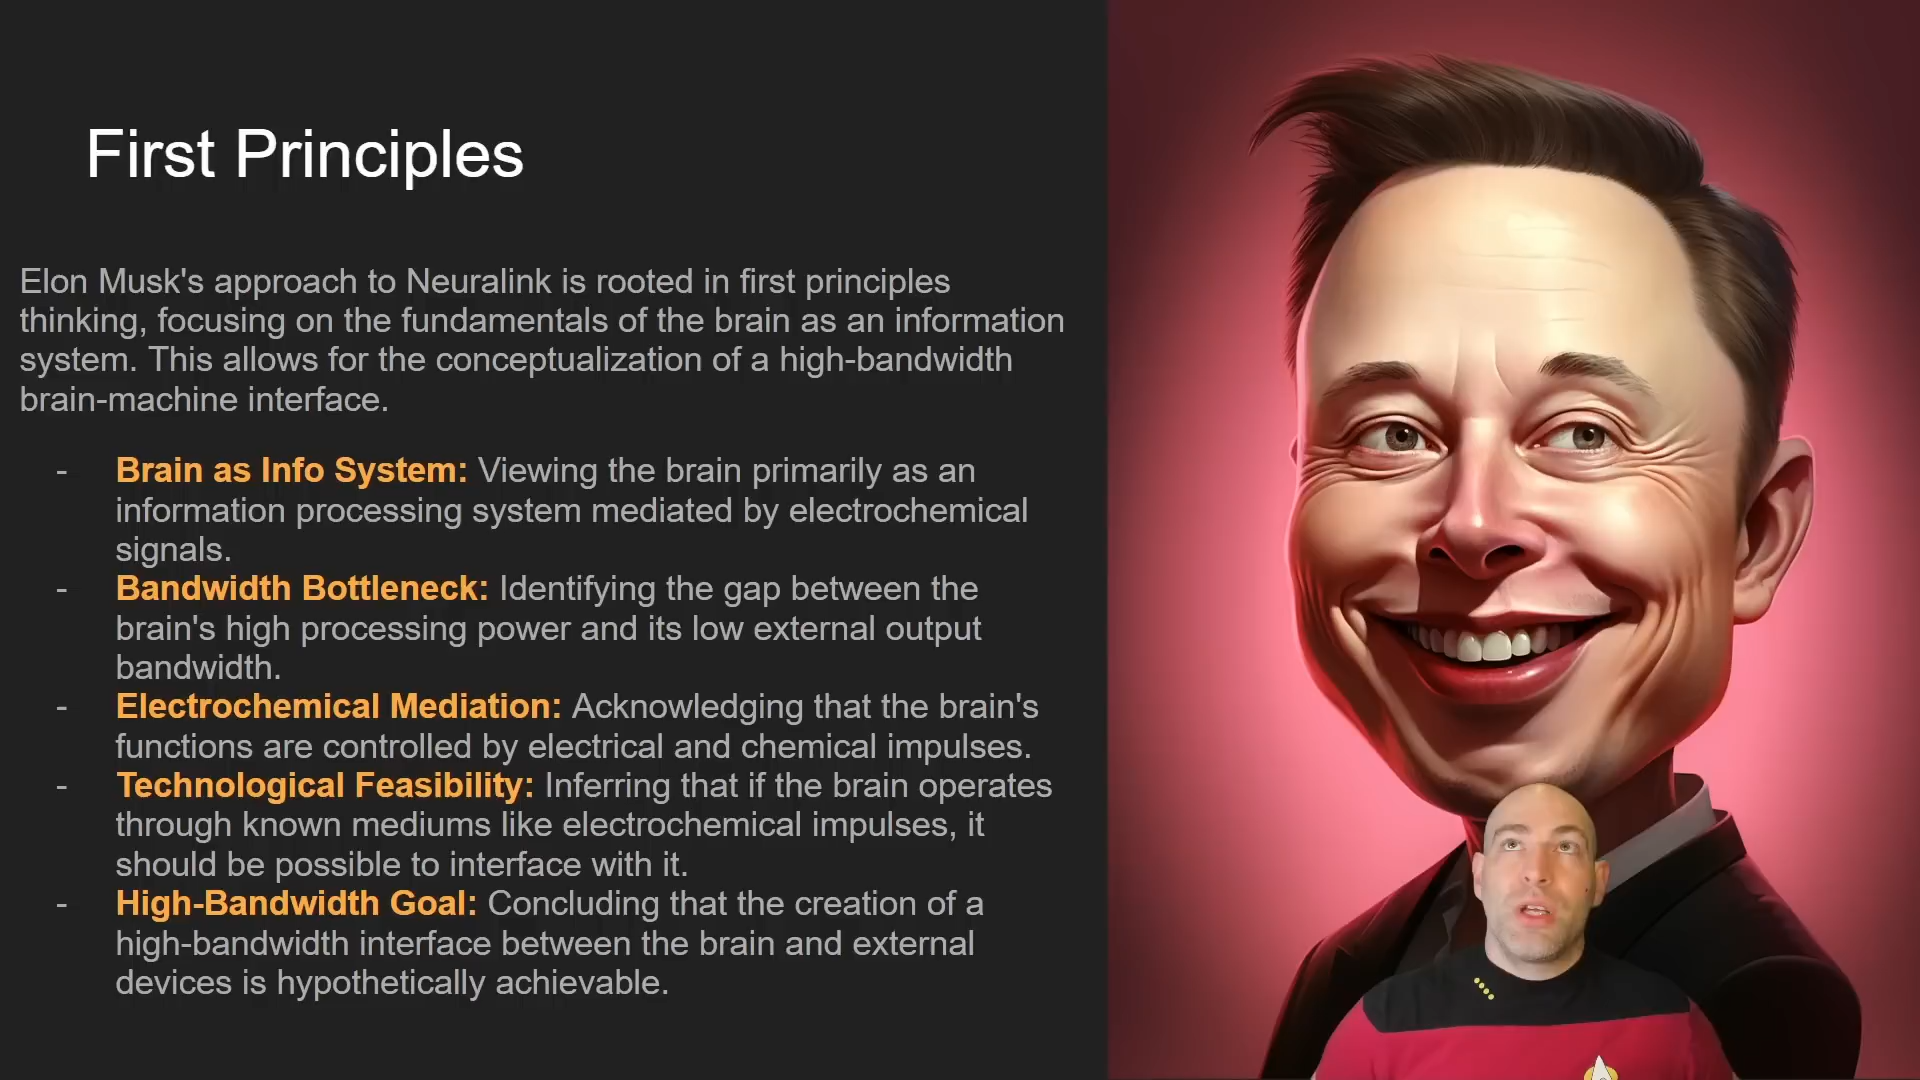 First Principles
Elon Musk's approach to Neuralink is rooted in first principles
thinking, focusing on the fundamentals of the brain as an information
system. This allows for the conceptualization of a high-bandwidth
brain-machine interface.
- Brain as Info System: Viewing the brain primarily as an
information processing system mediated by electrochemical
signals.
- Bandwidth Bottleneck: Identifying the gap between the
brain's high processing power and its low external output
bandwidth.
- Electrochemical Mediation: Acknowledging that the brain's
functions are controlled by electrical and chemical impulses.
- Technological Feasibility: Inferring that if the brain operates
through known mediums like electrochemical impulses, it
should be possible to interface with it.
- High-Bandwidth Goal: Concluding that the creation of a
high-bandwidth interface between the brain and external
devices is hypothetically achievable.